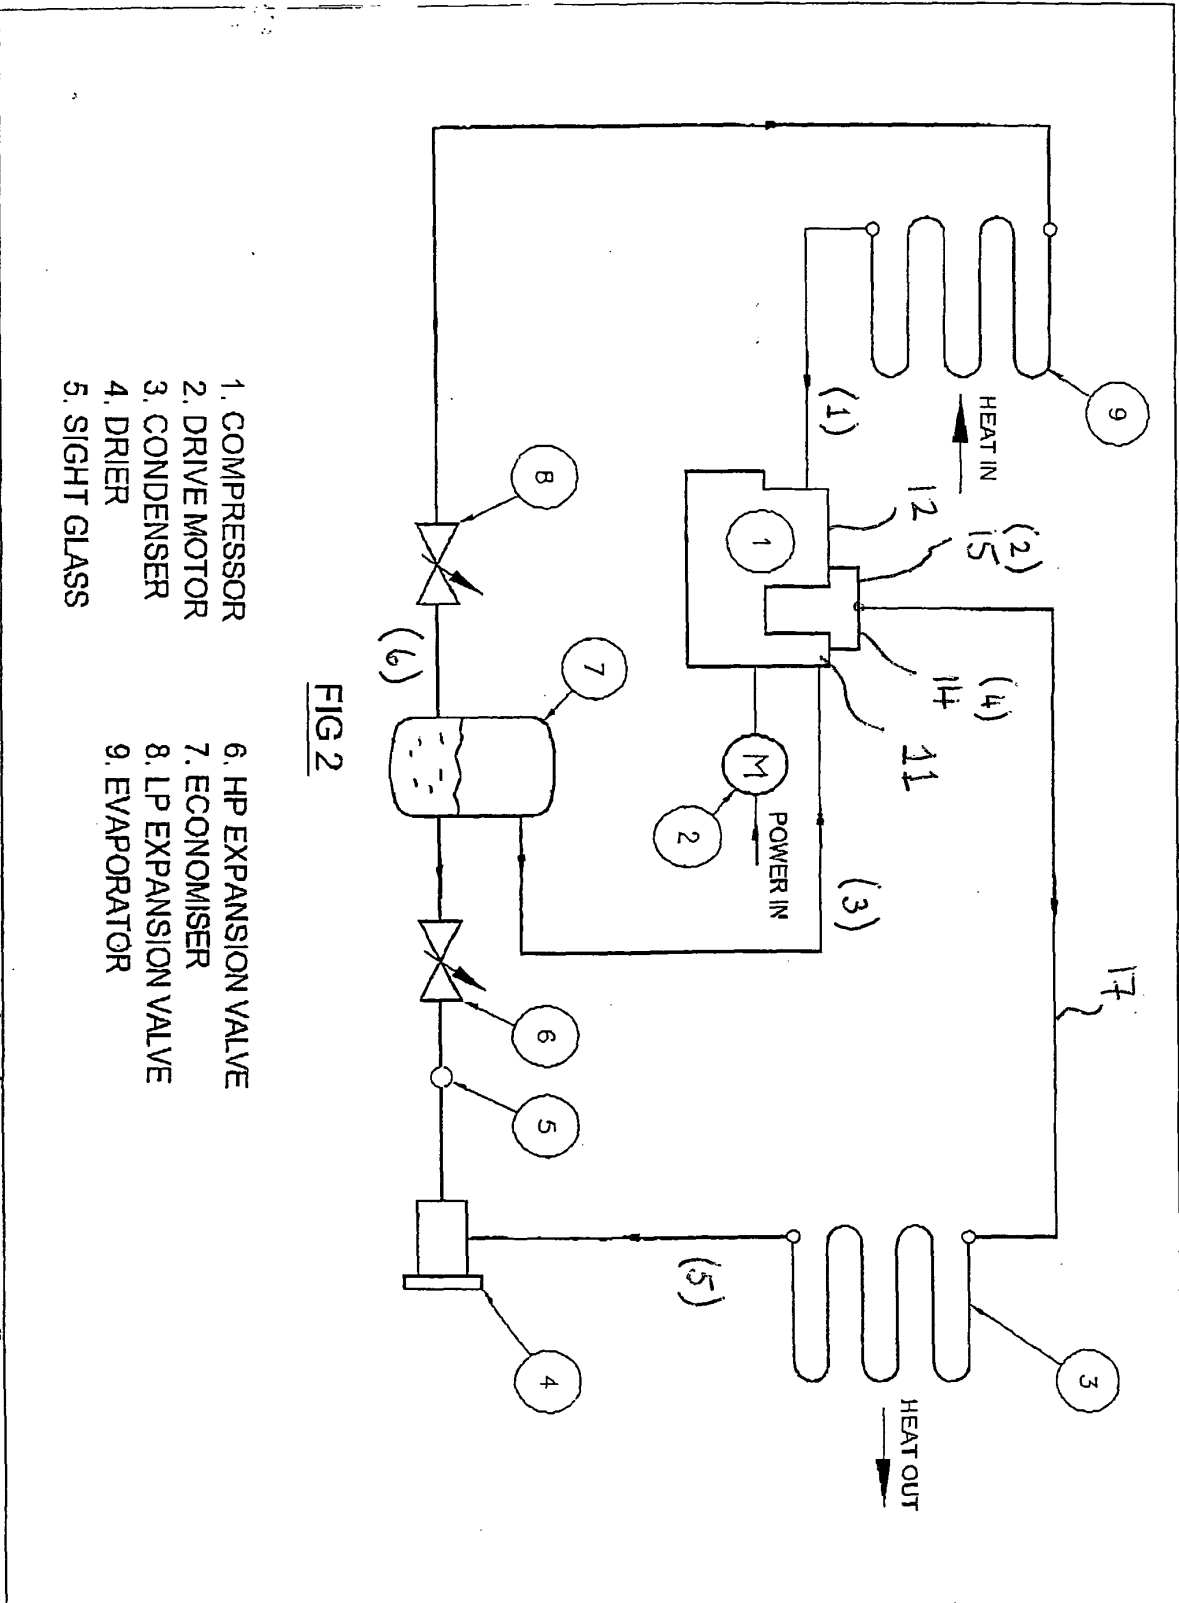 9
HEAT IN
(1)
12
(2)
15
(4)
14
11
1
M
2
POWER IN
(3)
17
3
HEAT OUT
(5)
8
(6)
7
6
5
4
FIG 2
1. COMPRESSOR
2. DRIVE MOTOR
3. CONDENSER
4. DRIER
5. SIGHT GLASS
6. HP EXPANSION VALVE
7. ECONOMISER
8. LP EXPANSION VALVE
9. EVAPORATOR